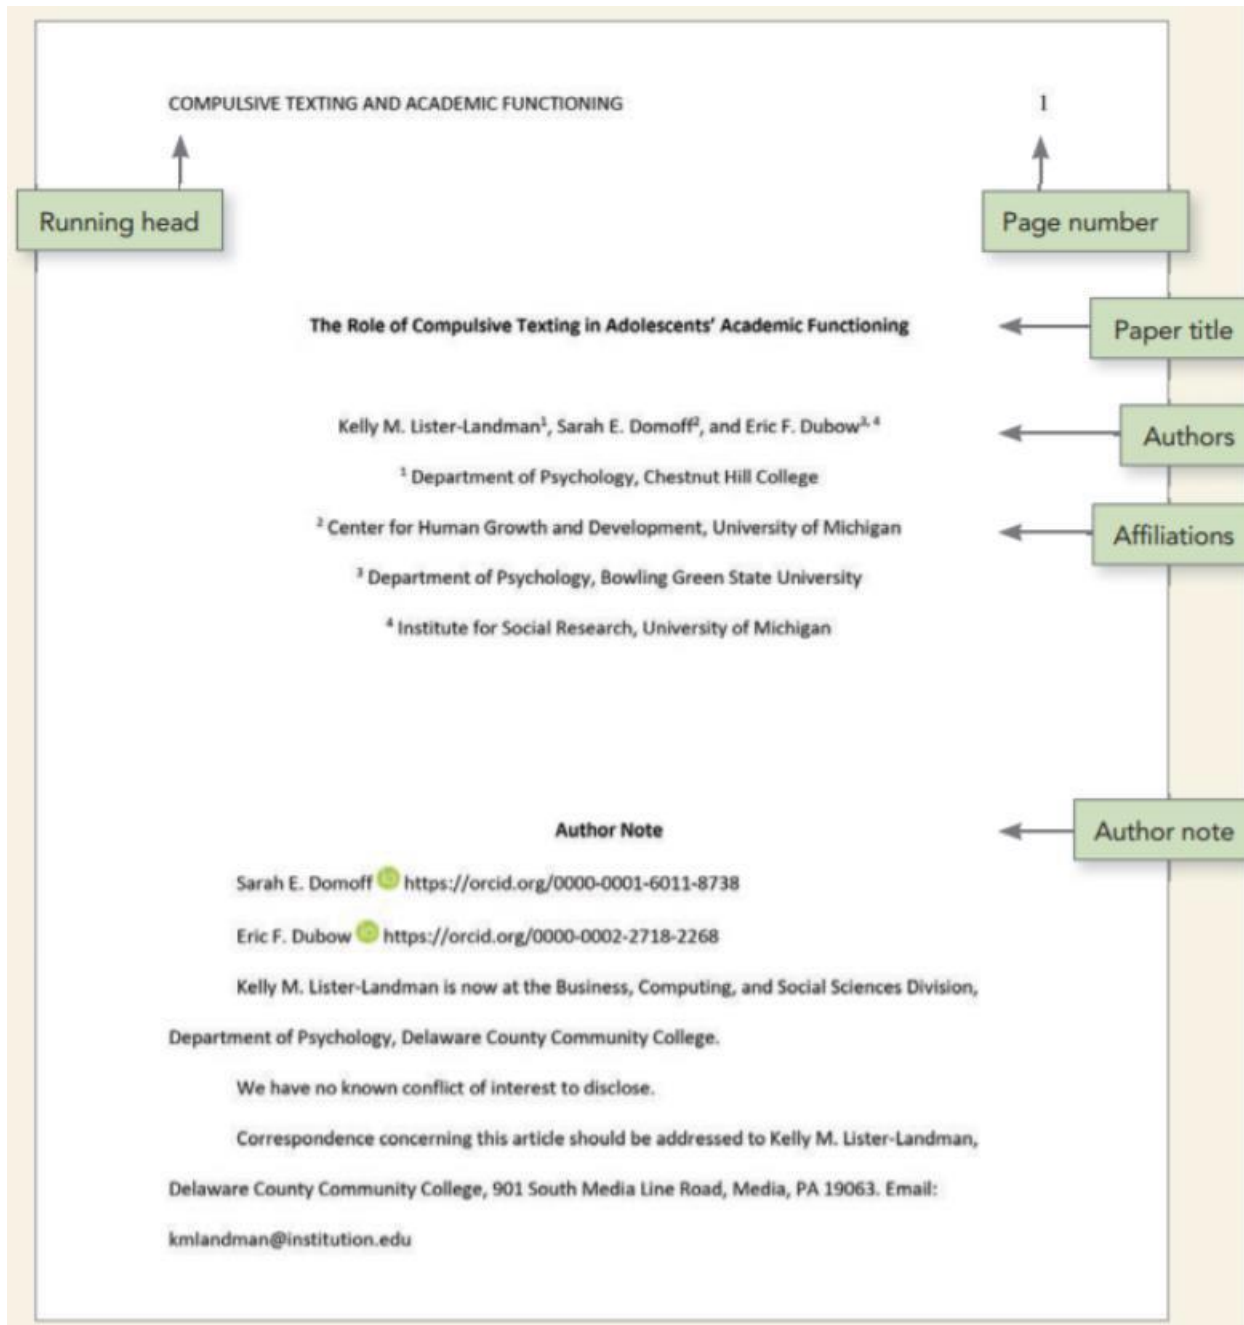 COMPULSIVE TEXTING AND ACADEMIC FUNCTIONING 1
Running head
Page number
The Role of Compulsive Texting in Adolescents’ Academic Functioning
Paper title
Kelly M. Lister-Landman¹, Sarah E. Domoff², and Eric F. Dubow³,⁴
Authors
¹ Department of Psychology, Chestnut Hill College
² Center for Human Growth and Development, University of Michigan
Affiliations
³ Department of Psychology, Bowling Green State University
⁴ Institute for Social Research, University of Michigan
Author Note
Author note
Sarah E. Domoff iD https://orcid.org/0000-0001-6011-8738
Eric F. Dubow iD https://orcid.org/0000-0002-2718-2268
Kelly M. Lister-Landman is now at the Business, Computing, and Social Sciences Division,
Department of Psychology, Delaware County Community College.
We have no known conflict of interest to disclose.
Correspondence concerning this article should be addressed to Kelly M. Lister-Landman,
Delaware County Community College, 901 South Media Line Road, Media, PA 19063. Email:
kmlandman@institution.edu